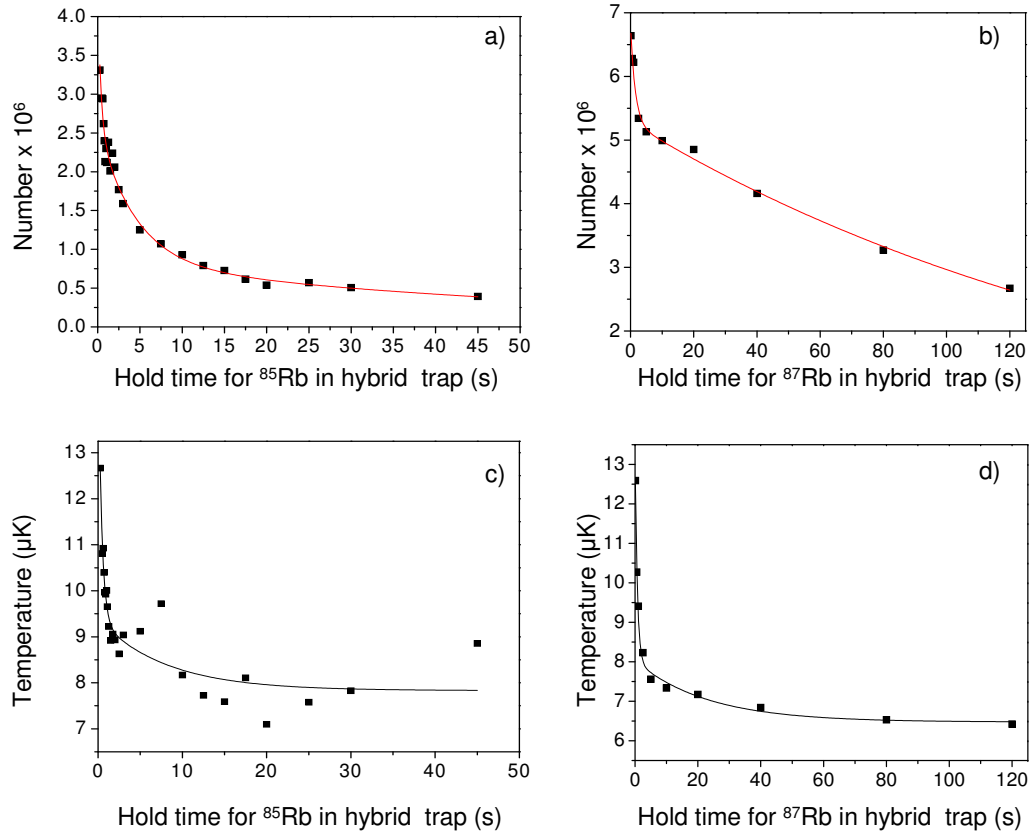 a)
Number x 10⁶
4.0
3.5
3.0
2.5
2.0
1.5
1.0
0.5
0.0
0 5 10 15 20 25 30 35 40 45 50
Hold time for ⁸⁵Rb in hybrid trap (s)
b)
Number x 10⁶
7
6
5
4
3
2
0 20 40 60 80 100 120
Hold time for ⁸⁷Rb in hybrid trap (s)
c)
Temperature (µK)
13
12
11
10
9
8
7
0 10 20 30 40 50
Hold time for ⁸⁵Rb in hybrid trap (s)
d)
Temperature (µK)
13
12
11
10
9
8
7
6
0 20 40 60 80 100 120
Hold time for ⁸⁷Rb in hybrid trap (s)